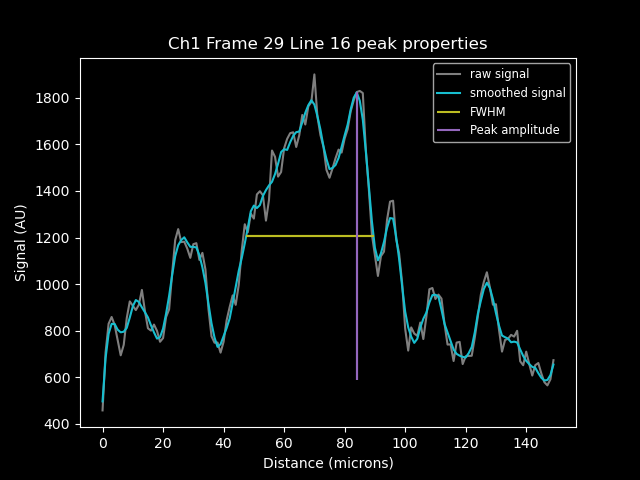 Ch1 Frame 29 Line 16 peak properties
raw signal
smoothed signal
FWHM
Peak amplitude
Signal (AU)
1800
1600
1400
1200
1000
800
600
400
0 20 40 60 80 100 120 140
Distance (microns)